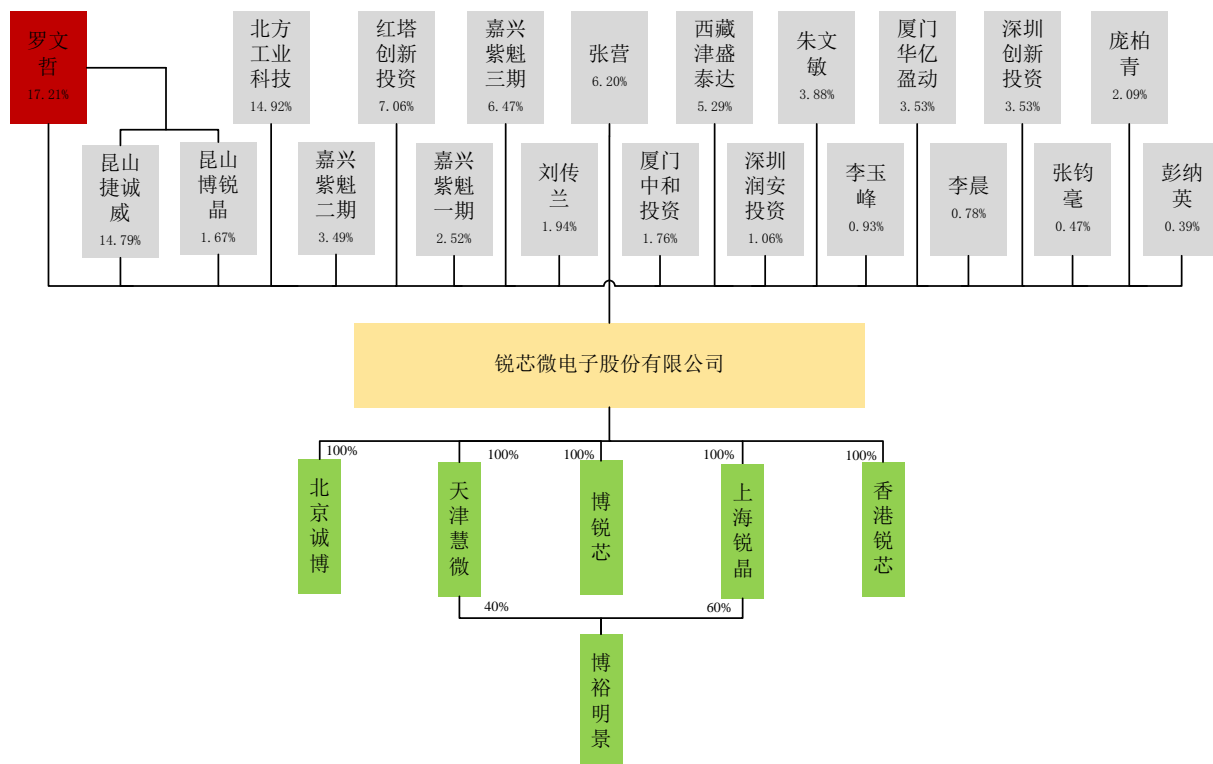 罗文
哲
17.21%
北方
工业
科技
14.92%
红塔
创新
投资
7.06%
嘉兴
紫魁
三期
6.47%
张营
6.20%
西藏
津盛
泰达
5.29%
朱文
敏
3.88%
厦门
华亿
盈动
3.53%
深圳
创新
投资
3.53%
庞柏
青
2.09%
昆山
捷诚
威
14.79%
昆山
博锐
晶
1.67%
嘉兴
紫魁
二期
3.49%
嘉兴
紫魁
一期
2.52%
刘传
兰
1.94%
厦门
中和
投资
1.76%
深圳
润安
投资
1.06%
李玉
峰
0.93%
李晨
0.78%
张钧
毫
0.47%
彭纳
英
0.39%
锐芯微电子股份有限公司
100%
100%
100%
100%
100%
北京诚博
天津慧微
博锐芯
上海锐晶
香港锐芯
40%
60%
博裕明景